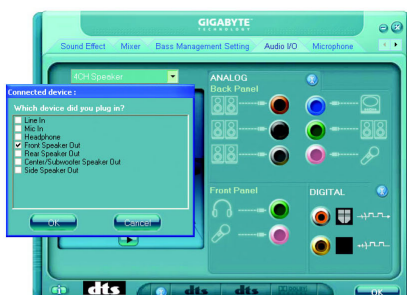 GIGABYTE
TECHNOLOGY
Sound Effect
Mixer
Bass Management Setting
Audio I/O
Microphone
4CH Speaker
ANALOG
Back Panel
Connected device :
Which device did you plug in?
Line In
Mic In
Headphone
Front Speaker Out
Rear Speaker Out
Center/Subwoofer Speaker Out
Side Speaker Out
OK
Cancel
Front Panel
DIGITAL
dts
dts
dts
OK